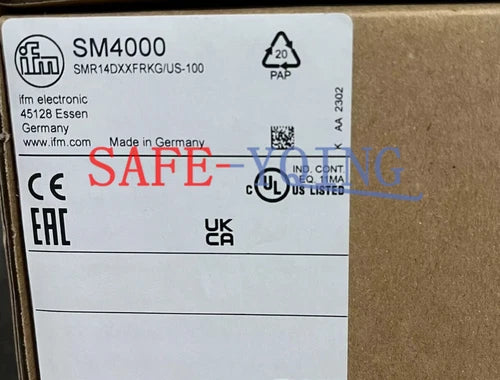 ifm
SM4000
SMR14DXXFRKG/US-100
20
PAP
ifm electronic
45128 Essen
Germany
www.ifm.com Made in Germany
K AA 2302
SAFE-YQING
CE
IND. CONT.
EQ. 11MA
C UL US LISTED
EAC
UK
CA